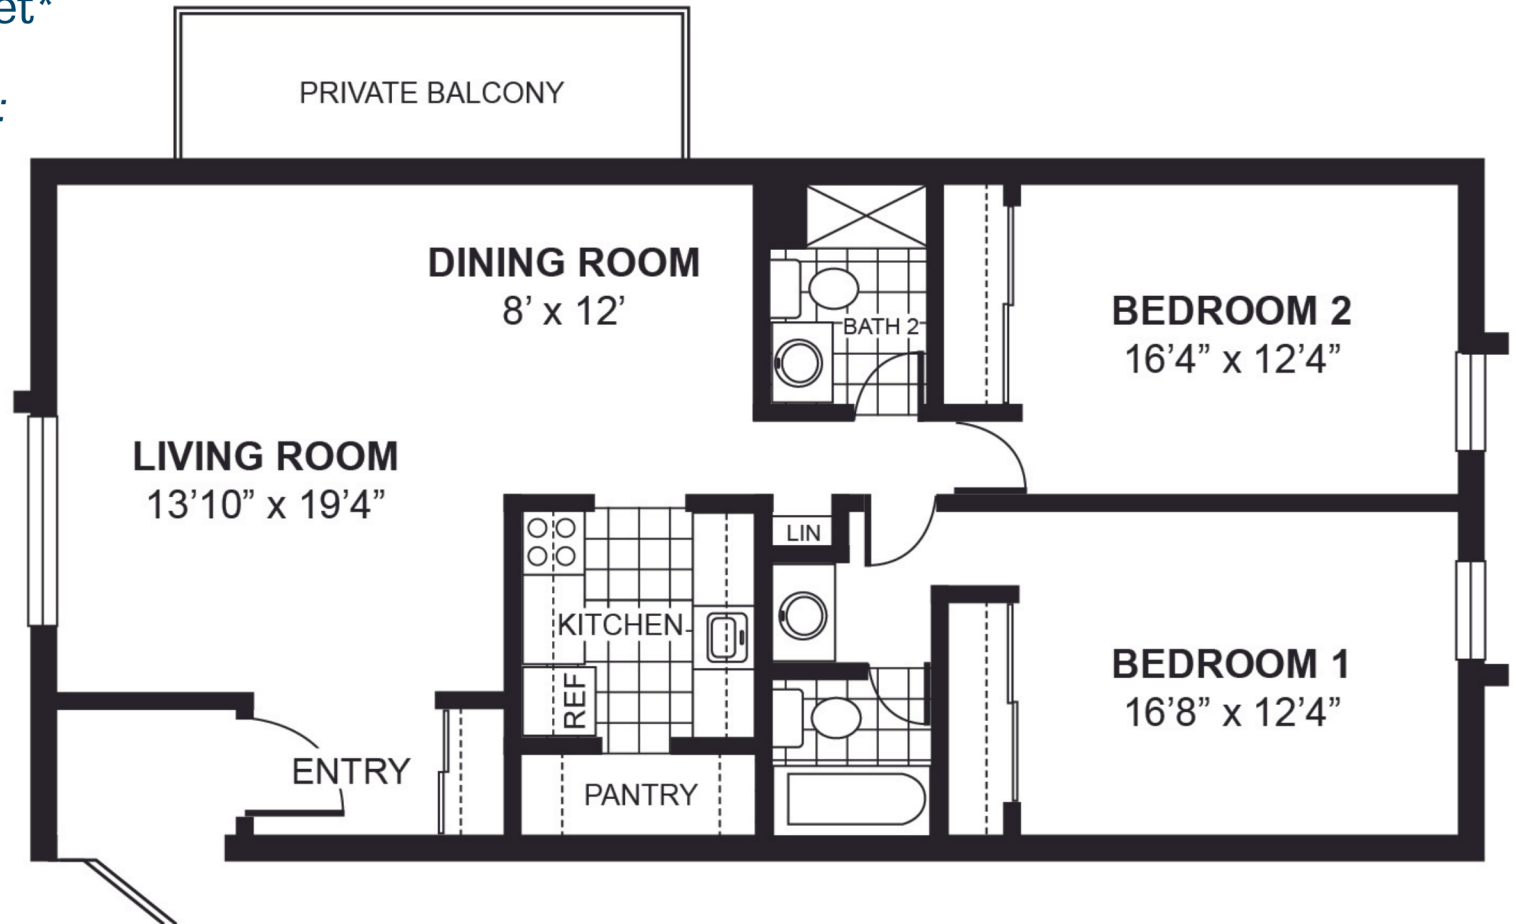 et*
:
PRIVATE BALCONY
DINING ROOM
8' x 12'
BATH 2
BEDROOM 2
16'4” x 12'4”
LIVING ROOM
13'10” x 19'4”
LIN
KITCHEN
REF
BEDROOM 1
16'8” x 12'4”
ENTRY
PANTRY